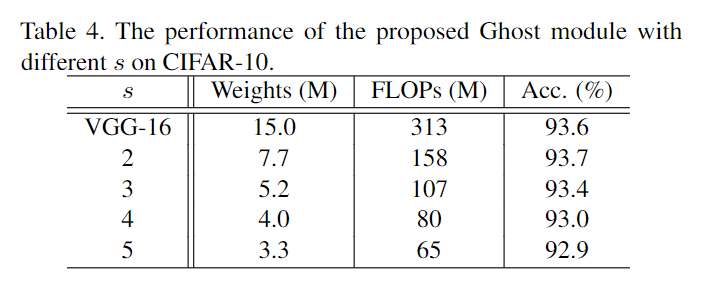 Table 4. The performance of the proposed Ghost module with
different s on CIFAR-10.
s Weights (M) FLOPs (M) Acc. (%)
VGG-16 15.0 313 93.6
2 7.7 158 93.7
3 5.2 107 93.4
4 4.0 80 93.0
5 3.3 65 92.9